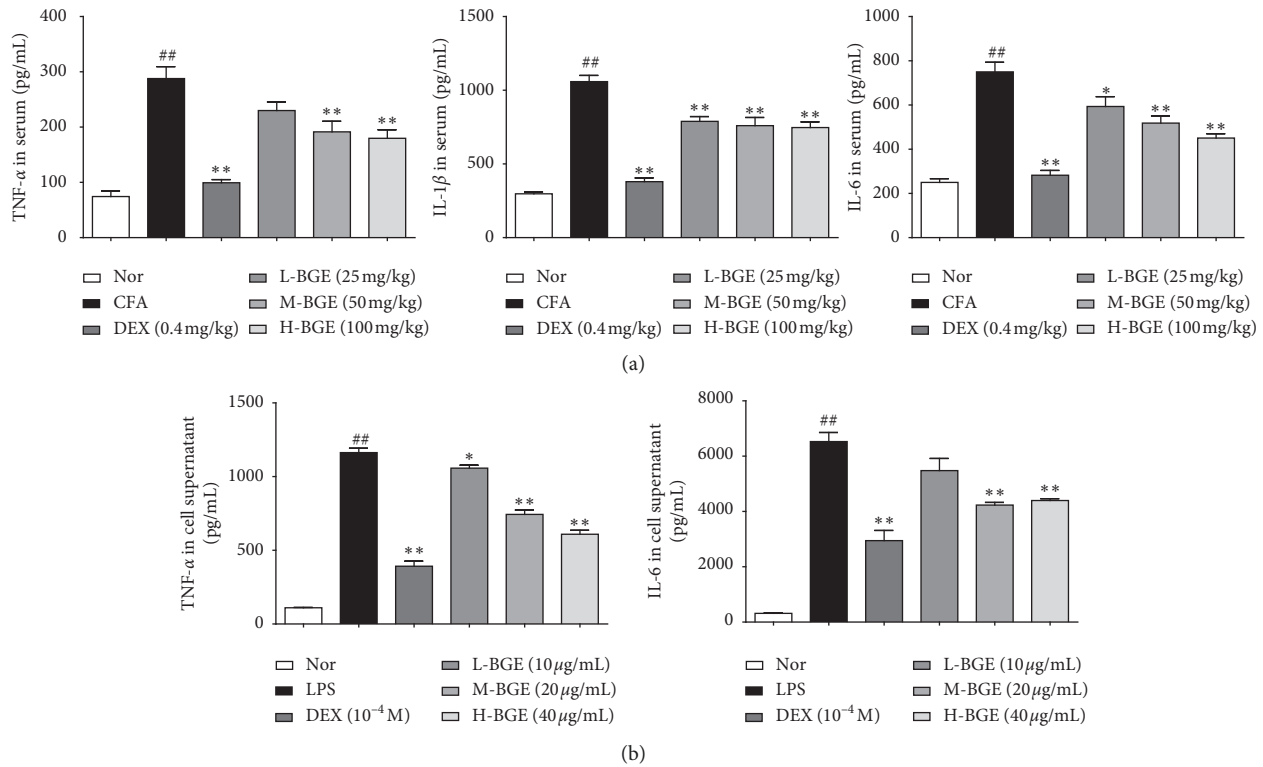 TNF-α in serum (pg/mL)
400
300
200
100
0
##
**
**
**
IL-1β in serum (pg/mL)
1500
1000
500
0
##
**
**
**
**
IL-6 in serum (pg/mL)
1000
800
600
400
200
0
##
**
*
**
**
Nor
CFA
DEX (0.4 mg/kg)
L-BGE (25 mg/kg)
M-BGE (50 mg/kg)
H-BGE (100 mg/kg)
Nor
CFA
DEX (0.4 mg/kg)
L-BGE (25 mg/kg)
M-BGE (50 mg/kg)
H-BGE (100 mg/kg)
Nor
CFA
DEX (0.4 mg/kg)
L-BGE (25 mg/kg)
M-BGE (50 mg/kg)
H-BGE (100 mg/kg)
(a)
TNF-α in cell supernatant
(pg/mL)
1500
1000
500
0
##
**
*
**
**
IL-6 in cell supernatant
(pg/mL)
8000
6000
4000
2000
0
##
**
**
**
Nor
LPS
DEX (10⁻⁴ M)
L-BGE (10 μg/mL)
M-BGE (20 μg/mL)
H-BGE (40 μg/mL)
Nor
LPS
DEX (10⁻⁴ M)
L-BGE (10 μg/mL)
M-BGE (20 μg/mL)
H-BGE (40 μg/mL)
(b)